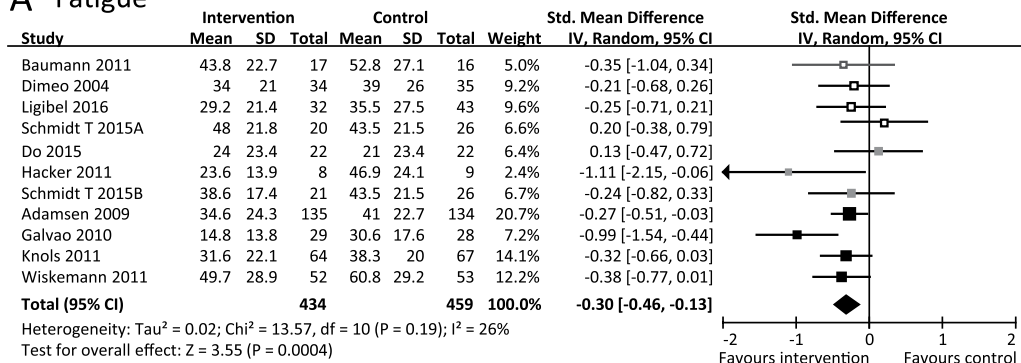 A Fatigue
Intervention Control Std. Mean Difference Std. Mean Difference
Study Mean SD Total Mean SD Total Weight IV, Random, 95% CI IV, Random, 95% CI
Baumann 2011 43.8 22.7 17 52.8 27.1 16 5.0% -0.35 [-1.04, 0.34]
Dimeo 2004 34 21 34 39 26 35 9.2% -0.21 [-0.68, 0.26]
Ligibel 2016 29.2 21.4 32 35.5 27.5 43 9.6% -0.25 [-0.71, 0.21]
Schmidt T 2015A 48 21.8 20 43.5 21.5 26 6.6% 0.20 [-0.38, 0.79]
Do 2015 24 23.4 22 21 23.4 22 6.4% 0.13 [-0.47, 0.72]
Hacker 2011 23.6 13.9 8 46.9 24.1 9 2.4% -1.11 [-2.15, -0.06]
Schmidt T 2015B 38.6 17.4 21 43.5 21.5 26 6.7% -0.24 [-0.82, 0.33]
Adamsen 2009 34.6 24.3 135 41 22.7 134 20.7% -0.27 [-0.51, -0.03]
Galvao 2010 14.8 13.8 29 30.6 17.6 28 7.2% -0.99 [-1.54, -0.44]
Knols 2011 31.6 22.1 64 38.3 20 67 14.1% -0.32 [-0.66, 0.03]
Wiskemann 2011 49.7 28.9 52 60.8 29.2 53 12.2% -0.38 [-0.77, 0.01]
Total (95% CI) 434 459 100.0% -0.30 [-0.46, -0.13]
Heterogeneity: Tau² = 0.02; Chi² = 13.57, df = 10 (P = 0.19); I² = 26%
Test for overall effect: Z = 3.55 (P = 0.0004)
-2 -1 0 1 2
Favours intervention Favours control